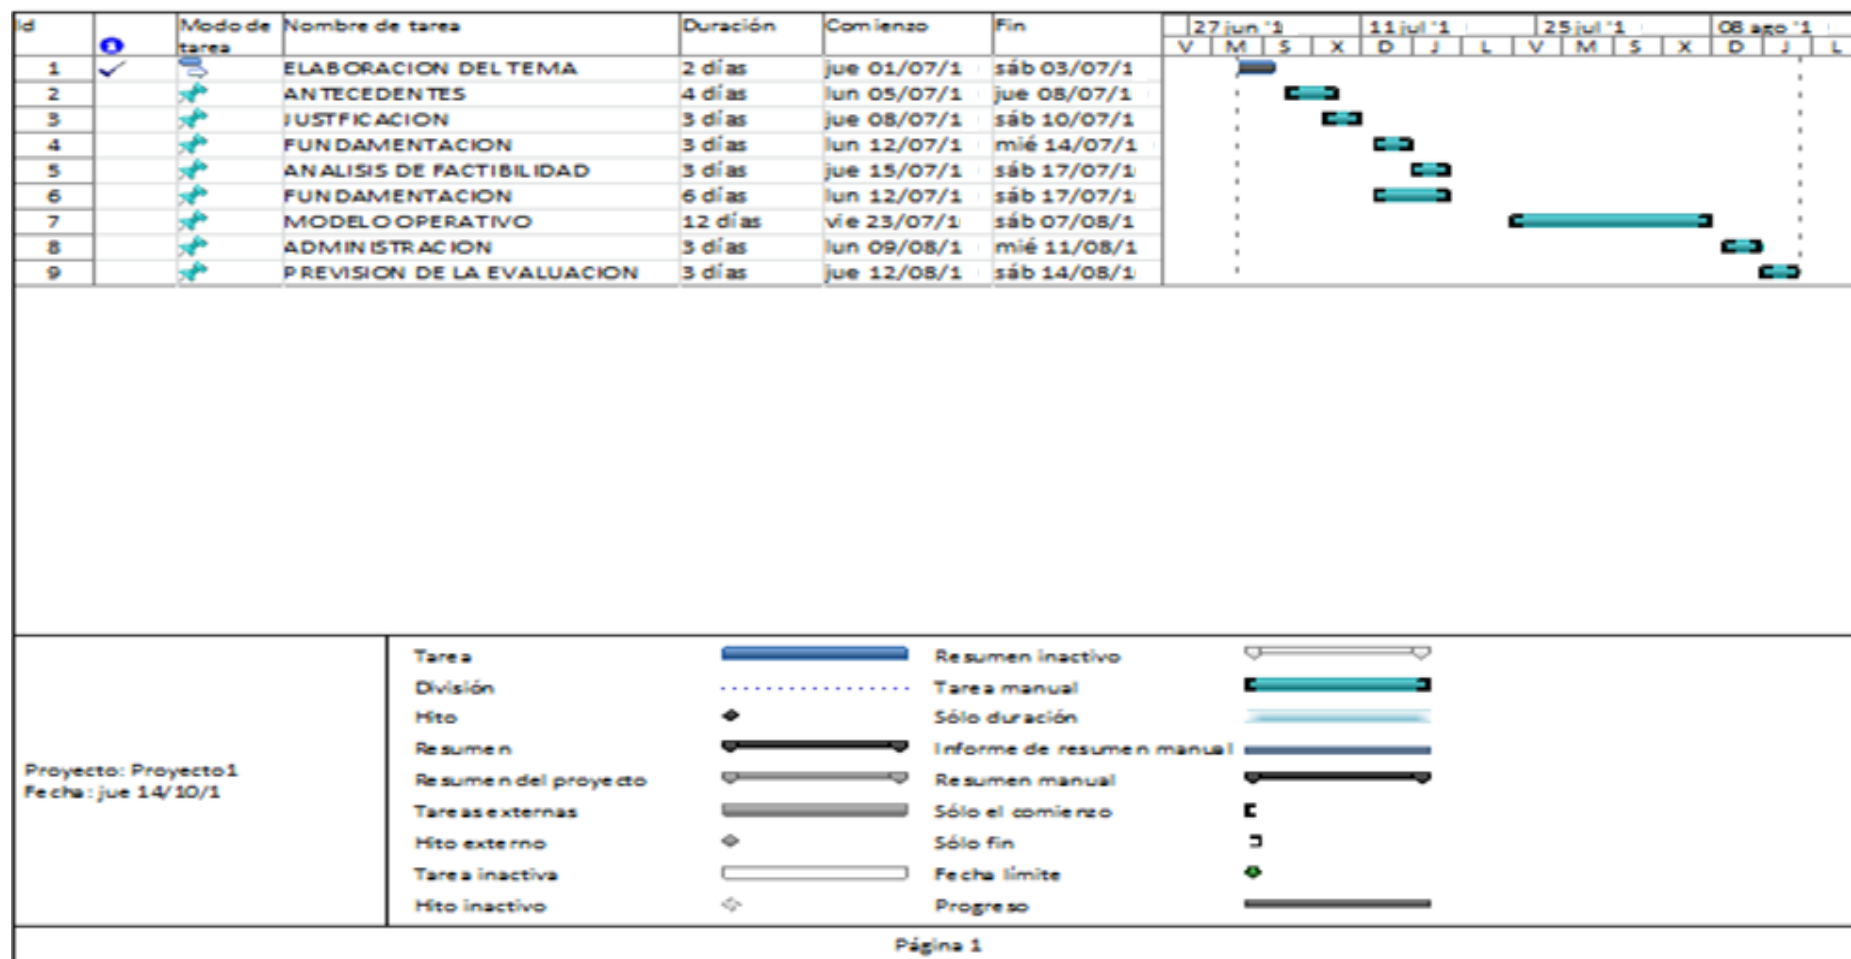 Id Modo de tarea Nombre de tarea Duración Comienzo Fin 27 jun '1 11 jul '1 25 jul '1 08 ago '1
V M S X D J L V M S X D J L
1 ELABORACION DEL TEMA 2 días jue 01/07/1 sáb 03/07/1
2 ANTECEDENTES 4 días lun 05/07/1 jue 08/07/1
3 JUSTFICACION 3 días jue 08/07/1 sáb 10/07/1
4 FUNDAMENTACION 3 días lun 12/07/1 mié 14/07/1
5 ANALISIS DE FACTIBILIDAD 3 días jue 15/07/1 sáb 17/07/1
6 FUNDAMENTACION 6 días lun 12/07/1 sáb 17/07/1
7 MODELO OPERATIVO 12 días vie 23/07/1 sáb 07/08/1
8 ADMINISTRACION 3 días lun 09/08/1 mié 11/08/1
9 PREVISION DE LA EVALUACION 3 días jue 12/08/1 sáb 14/08/1
Proyecto: Proyecto1
Fecha: jue 14/10/1
Tarea Resumen inactivo
División Tarea manual
Hito Sólo duración
Resumen Informe de resumen manual
Resumen del proyecto Resumen manual
Tareas externas Sólo el comienzo
Hito externo Sólo fin
Tarea inactiva Fecha límite
Hito inactivo Progreso
Página 1